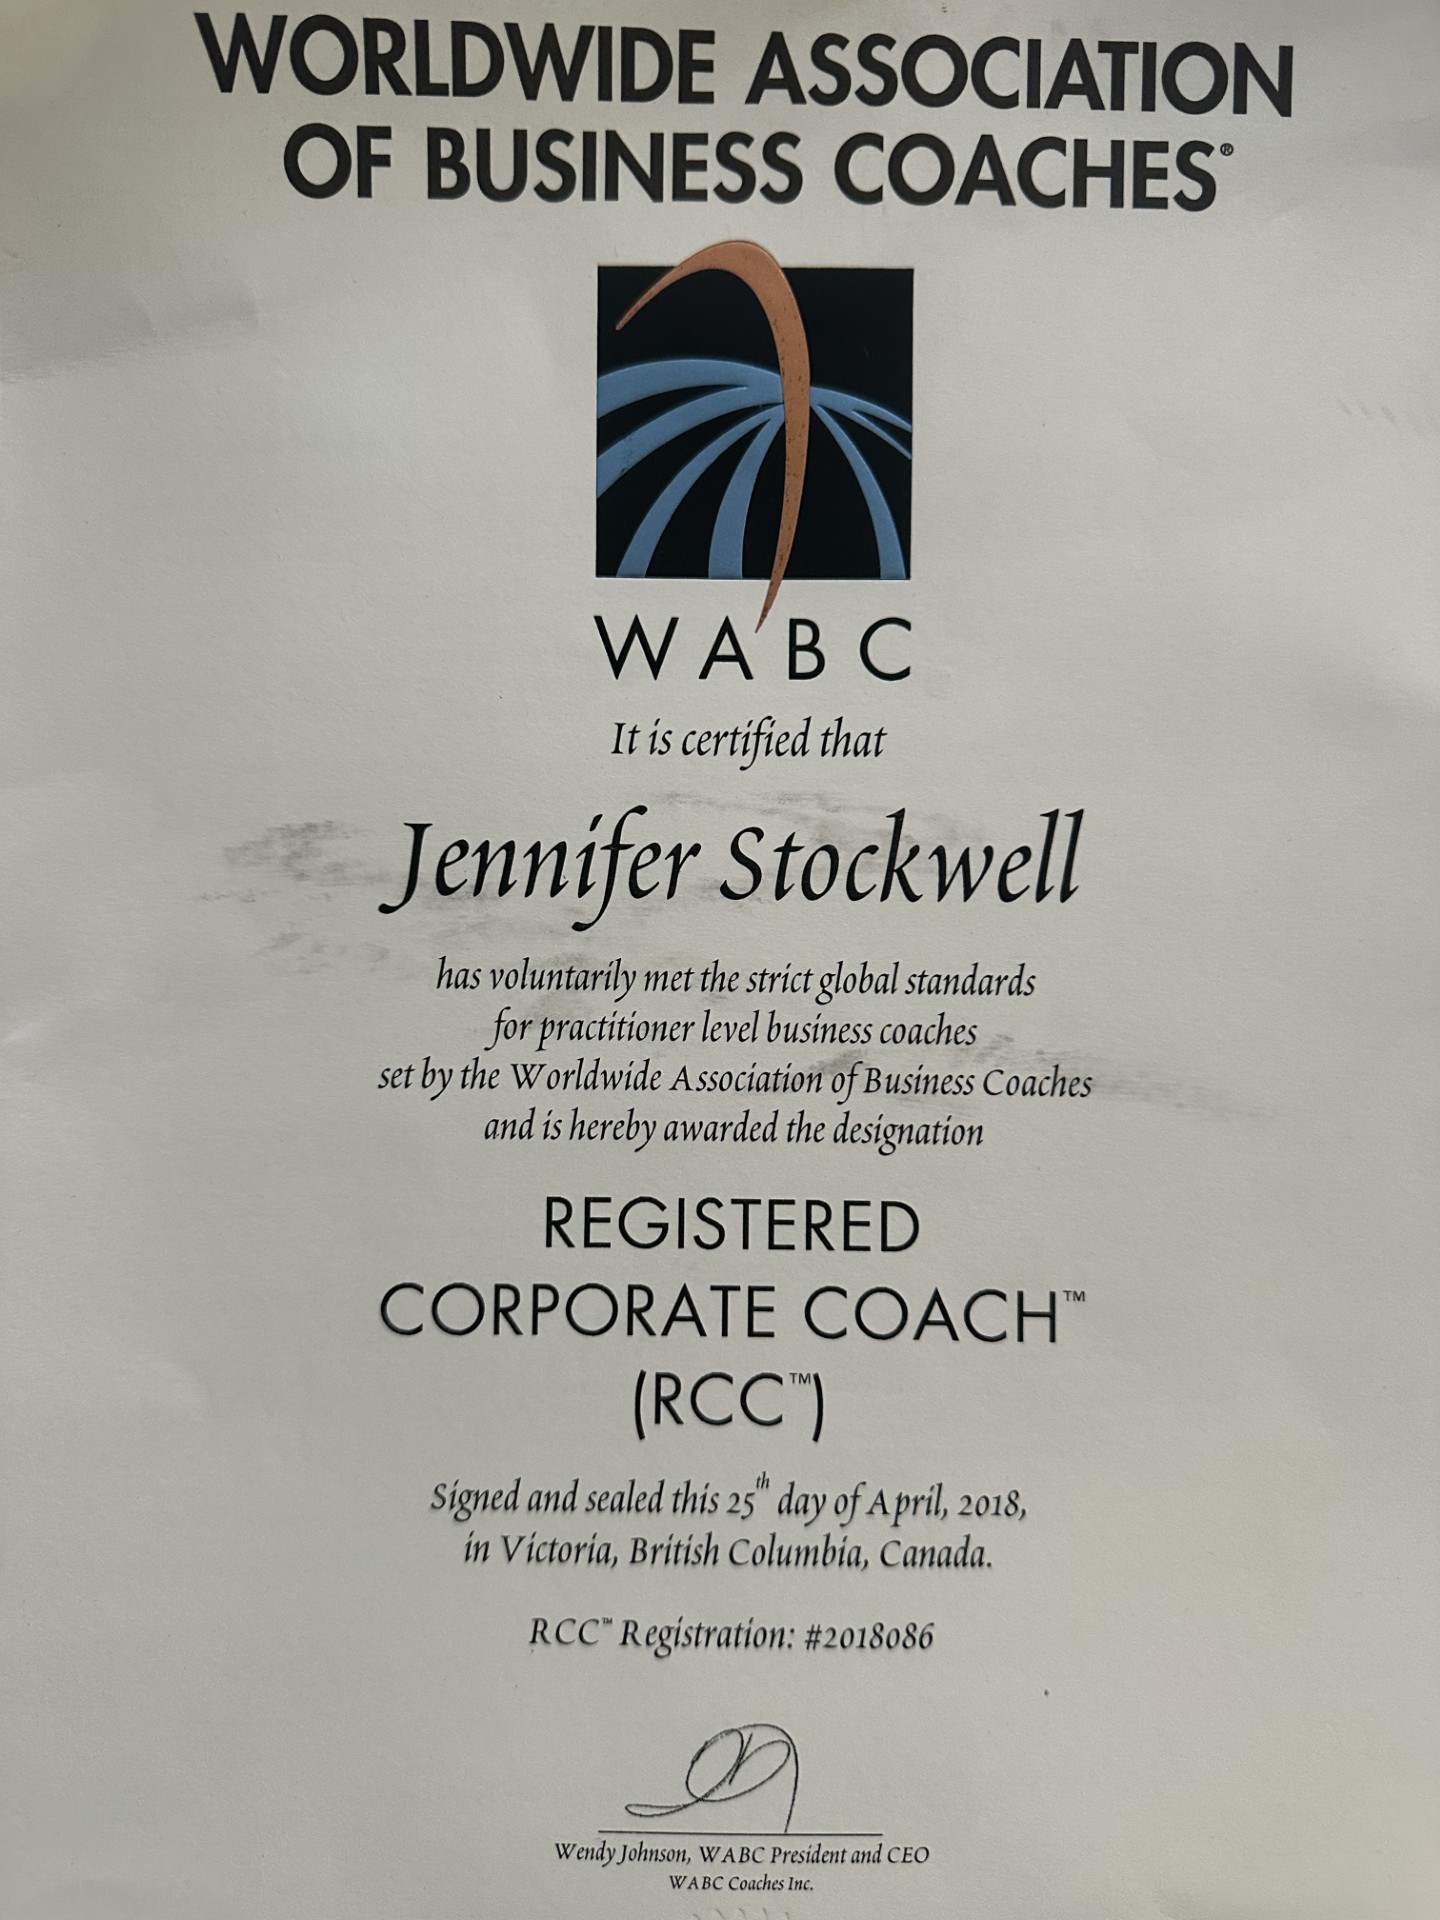 WORLDWIDE ASSOCIATION
OF BUSINESS COACHES®
WABC
It is certified that
Jennifer Stockwell
has voluntarily met the strict global standards
for practitioner level business coaches
set by the Worldwide Association of Business Coaches
and is hereby awarded the designation
REGISTERED
CORPORATE COACH™
(RCC™)
Signed and sealed this 25th day of April, 2018,
in Victoria, British Columbia, Canada.
RCC™ Registration: #2018086
Wendy Johnson, WABC President and CEO
WABC Coaches Inc.